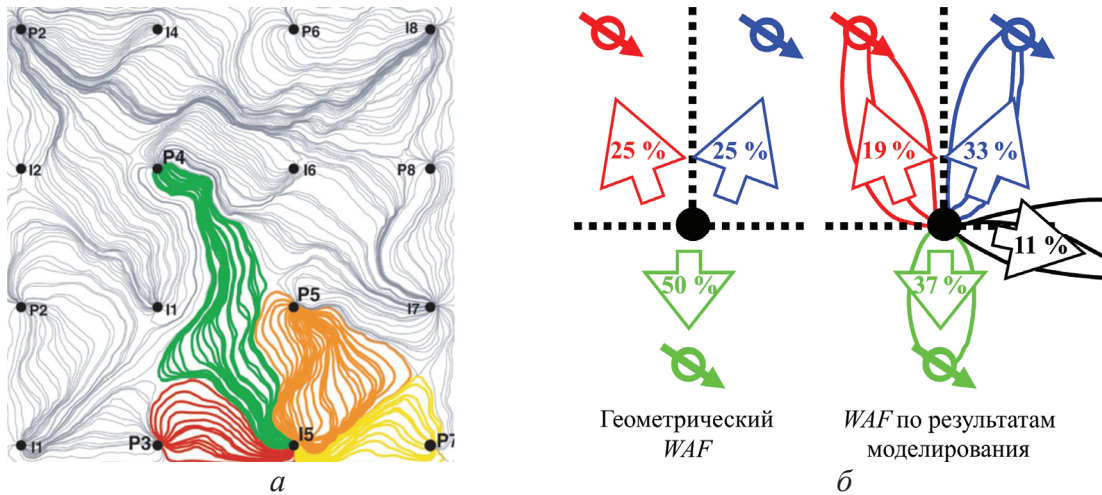 P2 I4 P6 I8
P4
I2 I6 P8
P5
P2 I1 I7
I1 P3 I5 P7
а
25 % 25 %
50 %
Геометрический
WAF
19 % 33 %
11 %
37 %
WAF по результатам
моделирования
б